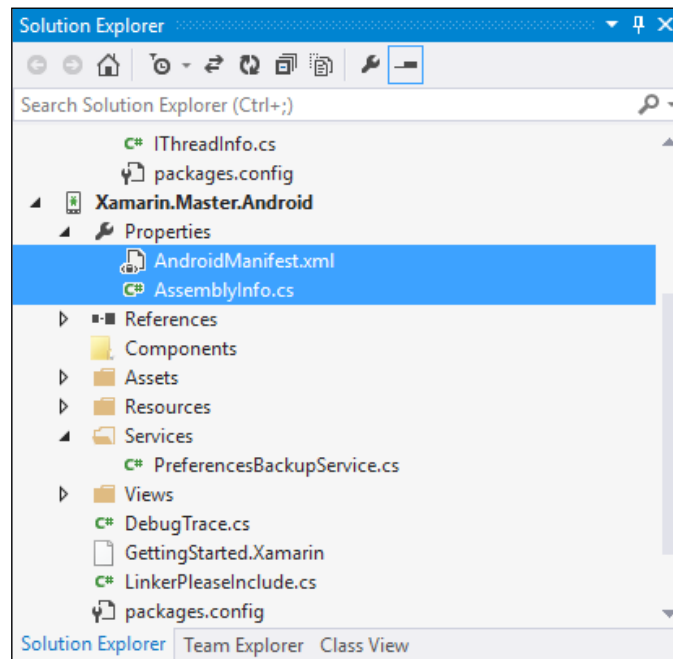 Solution Explorer
Search Solution Explorer (Ctrl+;)
C# IThreadInfo.cs
packages.config
Xamarin.Master.Android
Properties
AndroidManifest.xml
C# AssemblyInfo.cs
References
Components
Assets
Resources
Services
C# PreferencesBackupService.cs
Views
C# DebugTrace.cs
GettingStarted.Xamarin
C# LinkerPleaseInclude.cs
packages.config
Solution Explorer Team Explorer Class View